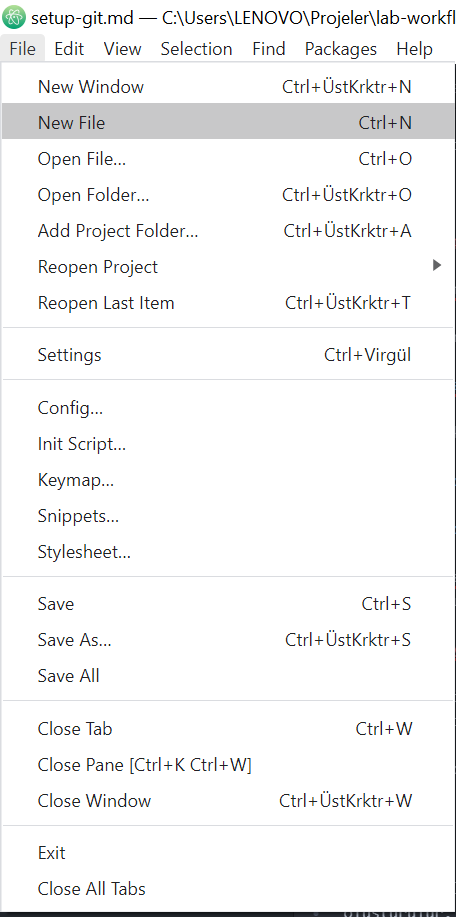 setup-git.md — C:\Users\LENOVO\Projeler\lab-workfl
File Edit View Selection Find Packages Help
New Window Ctrl+ÜstKrktr+N
New File Ctrl+N
Open File... Ctrl+O
Open Folder... Ctrl+ÜstKrktr+O
Add Project Folder... Ctrl+ÜstKrktr+A
Reopen Project
Reopen Last Item Ctrl+ÜstKrktr+T
Settings Ctrl+Virgül
Config...
Init Script...
Keymap...
Snippets...
Stylesheet...
Save Ctrl+S
Save As... Ctrl+ÜstKrktr+S
Save All
Close Tab Ctrl+W
Close Pane [Ctrl+K Ctrl+W]
Close Window Ctrl+ÜstKrktr+W
Exit
Close All Tabs